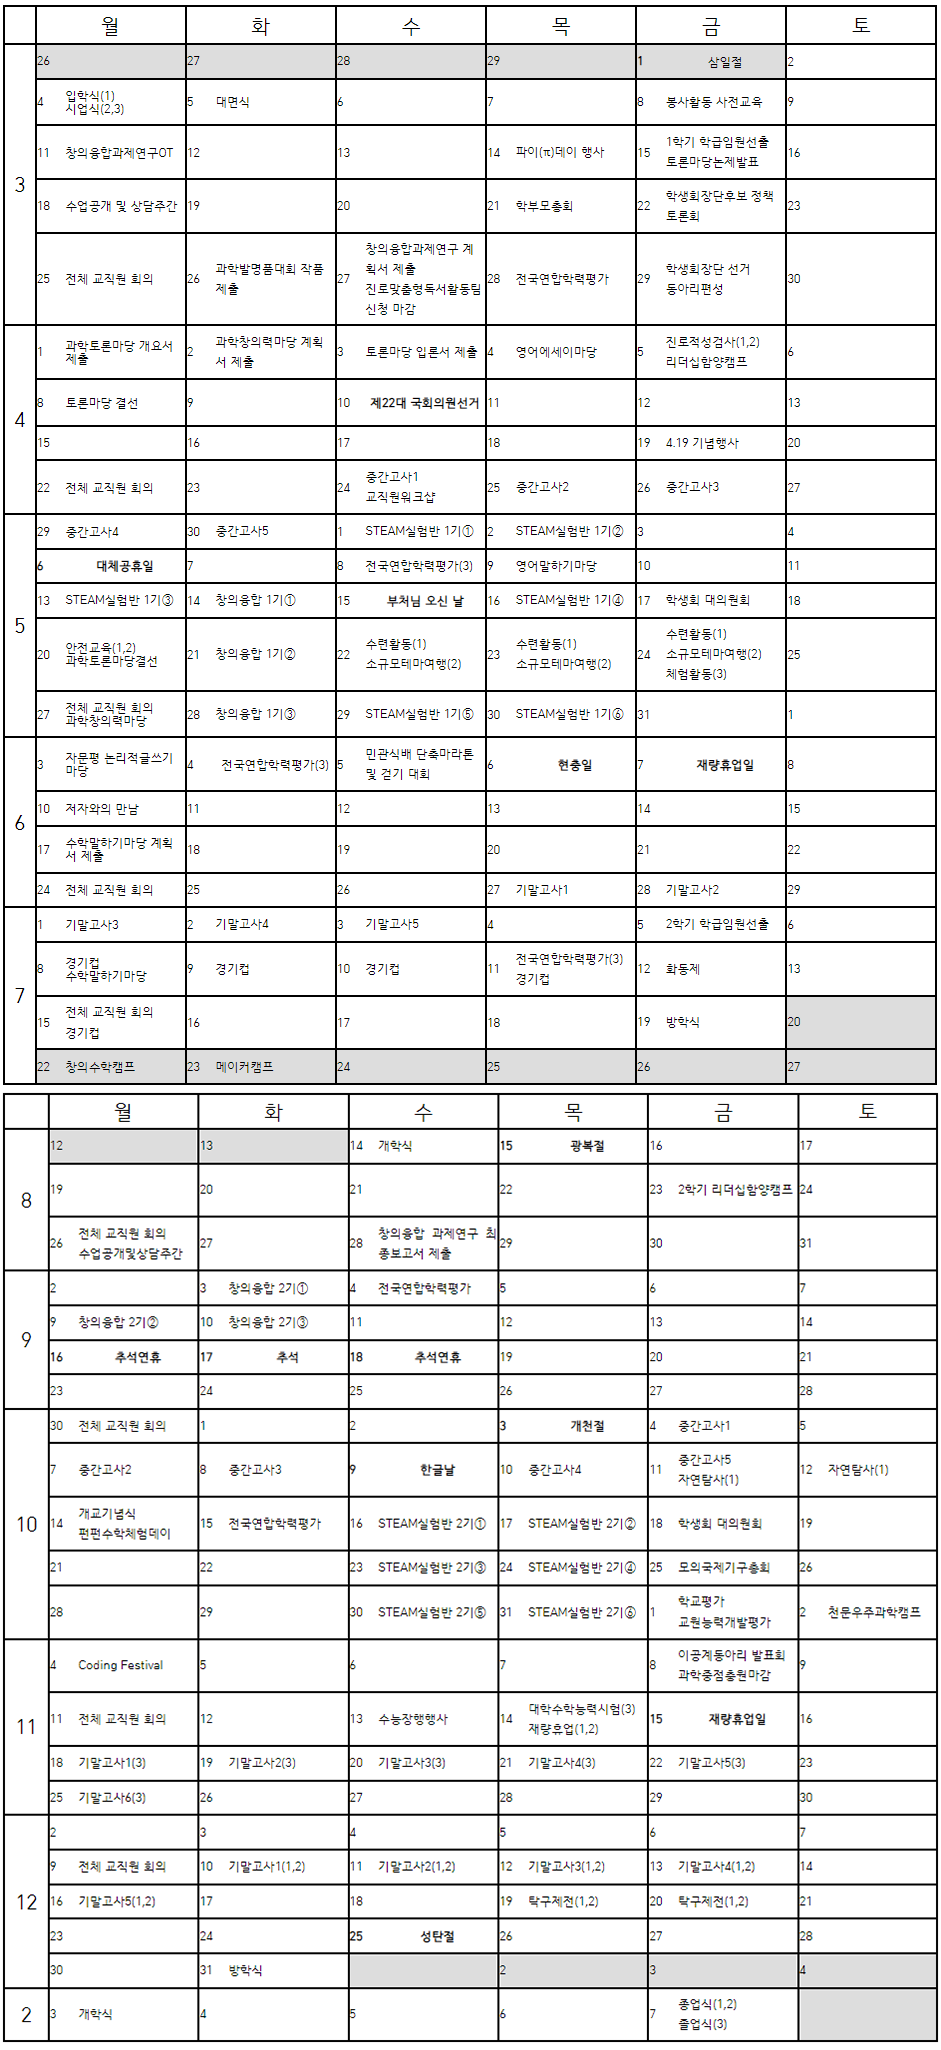 월 화 수 목 금 토
3
26 27 28 29 1 삼일절 2
4 입학식(1)
시업식(2,3)
5 대면식 6 7 8 봉사활동 사전교육 9
11 창의융합과제연구OT 12 13 14 파이(π)데이 행사 15 1학기 학급임원선출
토론마당논제발표
16
18 수업공개 및 상담주간 19 20 21 학부모총회 22 학생회장단후보 정책
토론회
23
25 전체 교직원 회의 26 과학발명품대회 작품
제출
27 창의융합과제연구 계
획서 제출
진로맞춤형독서활동팀
신청 마감
28 전국연합학력평가 29 학생회장단 선거
동아리편성
30
4
1 과학토론마당 개요서
제출
2 과학창의력마당 계획
서 제출
3 토론마당 입론서 제출 4 영어에세이마당 5 진로적성검사(1,2)
리더십함양캠프
6
8 토론마당 결선 9 10 제22대 국회의원선거 11 12 13
15 16 17 18 19 4.19 기념행사 20
22 전체 교직원 회의 23 24 중간고사1
교직원워크샵
25 중간고사2 26 중간고사3 27
5
29 중간고사4 30 중간고사5 1 STEAM실험반 1기① 2 STEAM실험반 1기② 3 4
6 대체공휴일 7 8 전국연합학력평가(3) 9 영어말하기마당 10 11
13 STEAM실험반 1기③ 14 창의융합 1기① 15 부처님 오신 날 16 STEAM실험반 1기④ 17 학생회 대의원회 18
20 안전교육(1,2)
과학토론마당결선
21 창의융합 1기② 22 수련활동(1)
소규모테마여행(2)
23 수련활동(1)
소규모테마여행(2)
24 수련활동(1)
소규모테마여행(2)
체험활동(3)
25
27 전체 교직원 회의
과학창의력마당
28 창의융합 1기③ 29 STEAM실험반 1기⑤ 30 STEAM실험반 1기⑥ 31 1
6
3 자문평 논리적글쓰기
마당
4 전국연합학력평가(3) 5 민관식배 단축마라톤
및 걷기 대회
6 현충일 7 재량휴업일 8
10 저자와의 만남 11 12 13 14 15
17 수학말하기마당 계획
서 제출
18 19 20 21 22
24 전체 교직원 회의 25 26 27 기말고사1 28 기말고사2 29
7
1 기말고사3 2 기말고사4 3 기말고사5 4 5 2학기 학급임원선출 6
8 경기컵
수학말하기마당
9 경기컵 10 경기컵 11 전국연합학력평가(3)
경기컵
12 화동제 13
15 전체 교직원 회의
경기컵
16 17 18 19 방학식 20
22 창의수학캠프 23 메이커캠프 24 25 26 27
월 화 수 목 금 토
8
12 13 14 개학식 15 광복절 16 17
19 20 21 22 23 2학기 리더십함양캠프 24
26 전체 교직원 회의
수업공개및상담주간
27 28 창의융합 과제연구 최
종보고서 제출
29 30 31
9
2 3 창의융합 2기① 4 전국연합학력평가 5 6 7
9 창의융합 2기② 10 창의융합 2기③ 11 12 13 14
16 추석연휴 17 추석 18 추석연휴 19 20 21
23 24 25 26 27 28
10
30 전체 교직원 회의 1 2 3 개천절 4 중간고사1 5
7 중간고사2 8 중간고사3 9 한글날 10 중간고사4 11 중간고사5
자연탐사(1)
12 자연탐사(1)
14 개교기념식
펀펀수학체험데이
15 전국연합학력평가 16 STEAM실험반 2기① 17 STEAM실험반 2기② 18 학생회 대의원회 19
21 22 23 STEAM실험반 2기③ 24 STEAM실험반 2기④ 25 모의국제기구총회 26
28 29 30 STEAM실험반 2기⑤ 31 STEAM실험반 2기⑥ 1 학교평가
교원능력개발평가
2 천문우주과학캠프
11
4 Coding Festival 5 6 7 8 이공계동아리 발표회
과학중점충원마감
9
11 전체 교직원 회의 12 13 수능장행행사 14 대학수학능력시험(3)
재량휴업(1,2)
15 재량휴업일 16
18 기말고사1(3) 19 기말고사2(3) 20 기말고사3(3) 21 기말고사4(3) 22 기말고사5(3) 23
25 기말고사6(3) 26 27 28 29 30
12
2 3 4 5 6 7
9 전체 교직원 회의 10 기말고사1(1,2) 11 기말고사2(1,2) 12 기말고사3(1,2) 13 기말고사4(1,2) 14
16 기말고사5(1,2) 17 18 19 탁구제전(1,2) 20 탁구제전(1,2) 21
23 24 25 성탄절 26 27 28
30 31 방학식 2 3 4
2
3 개학식 4 5 6 7 종업식(1,2)
졸업식(3)